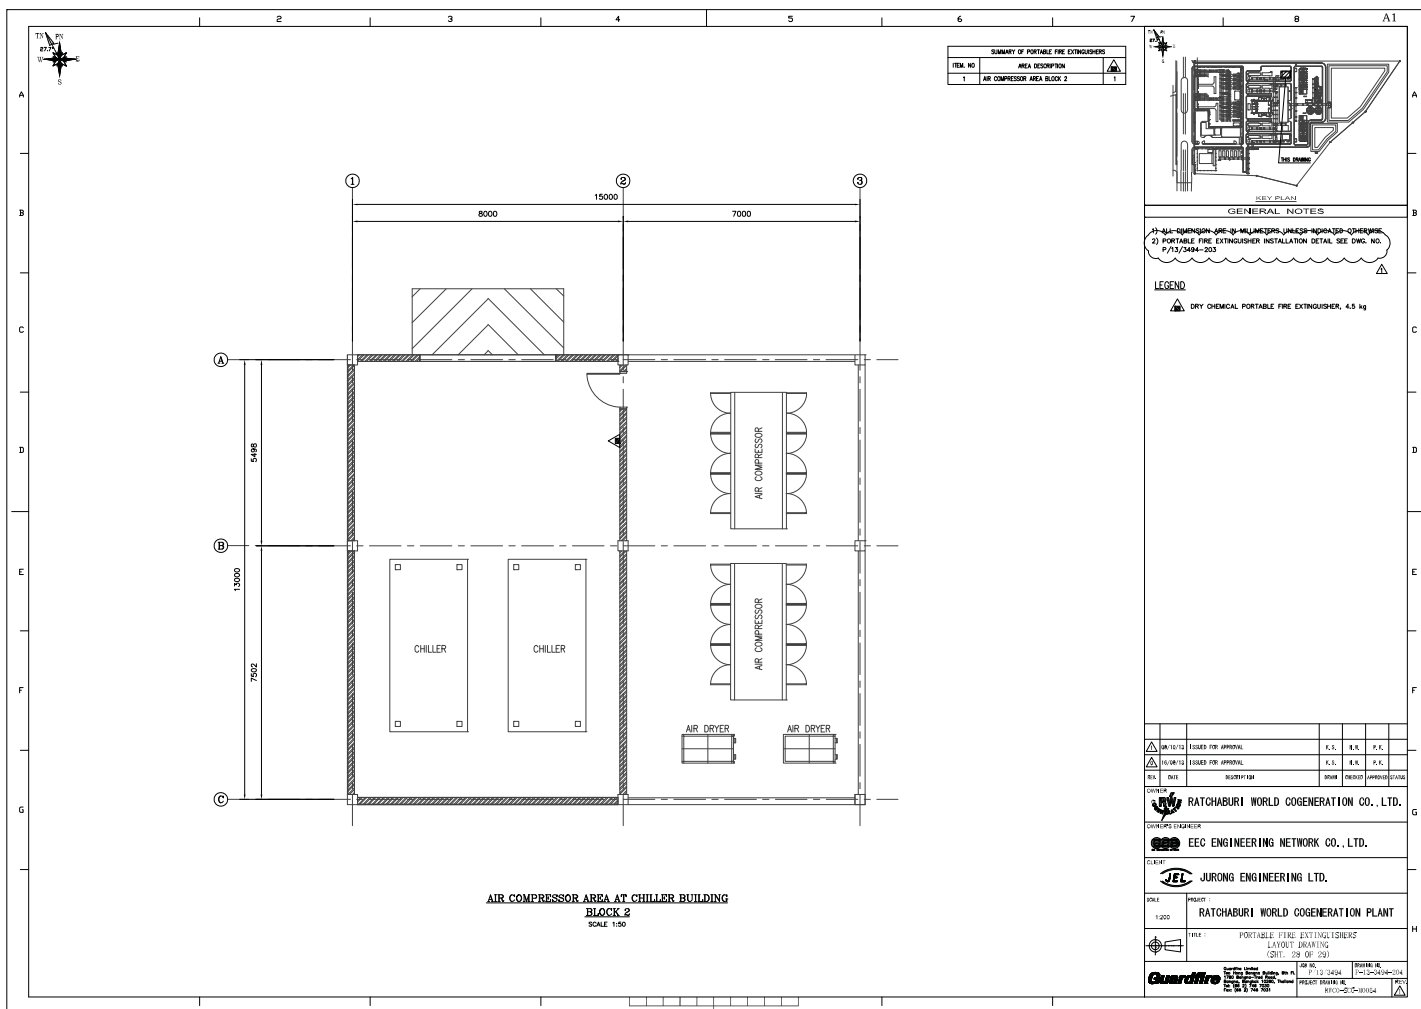 2
3
4
5
6
7
8
A1
TN
PN
27.7°
W
E
S
SUMMARY OF PORTABLE FIRE EXTINGUISHERS
ITEM. NO
AREA DESCRIPTION
1
AIR COMPRESSOR AREA BLOCK 2
1
A
B
C
D
E
F
G
A
B
C
D
E
F
G
H
THIS DRAWING
KEY PLAN
GENERAL NOTES
1) ALL DIMENSION ARE IN MILLIMETERS UNLESS INDICATED OTHERWISE
2) PORTABLE FIRE EXTINGUISHER INSTALLATION DETAIL SEE DWG. NO.
P/13/3494-203
LEGEND
DRY CHEMICAL PORTABLE FIRE EXTINGUISHER, 4.5 kg
1
2
3
15000
8000
7000
A
B
C
5498
13000
7502
AIR COMPRESSOR
AIR COMPRESSOR
CHILLER
CHILLER
AIR DRYER
AIR DRYER
AIR COMPRESSOR AREA AT CHILLER BUILDING
BLOCK 2
SCALE 1:50
ISSUED FOR APPROVAL
K.S.
P.K.
ISSUED FOR APPROVAL
K.S.
P.K.
REV.
DATE
DESCRIPTION
DRAWN
CHECKED
APPROVED
STATUS
OWNER
RATCHABURI WORLD COGENERATION CO., LTD.
OWNER'S ENGINEER
EEC ENGINEERING NETWORK CO., LTD.
CLIENT
JEL
JURONG ENGINEERING LTD.
SCALE
1:200
PROJECT :
RATCHABURI WORLD COGENERATION PLANT
TITLE :
PORTABLE FIRE EXTINGUISHERS
LAYOUT DRAWING
(SHT. 28 OF 29)
Guardfire
Guardfire Limited
JOB NO.
P/13/3494
DRAWING NO.
P-13-3494-204
PROJECT DRAWING NO.
REV.